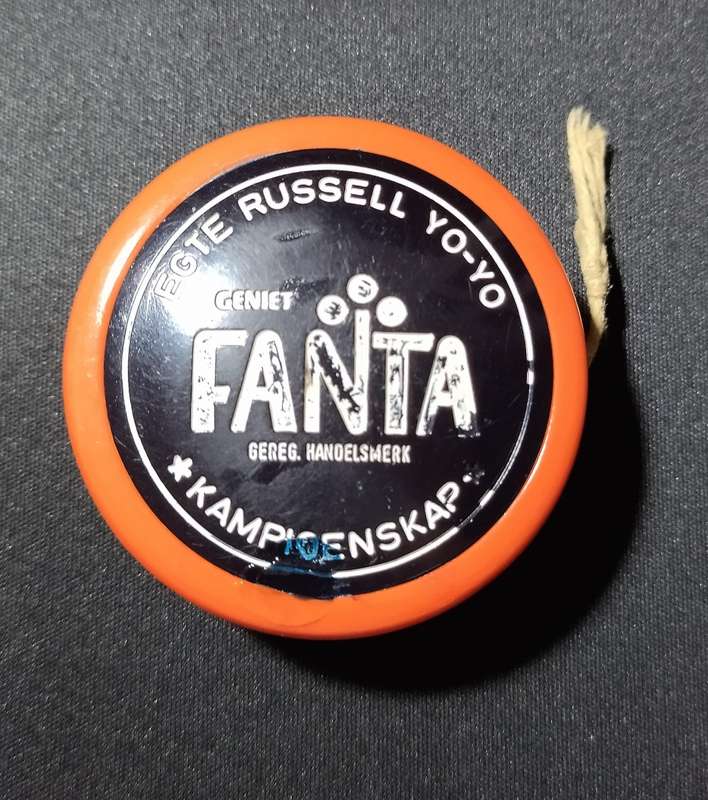 EGTE RUSSELL YO-YO
GENIET
FANTA
GEREG. HANDELSMERK
*KAMPIOENSKAP*